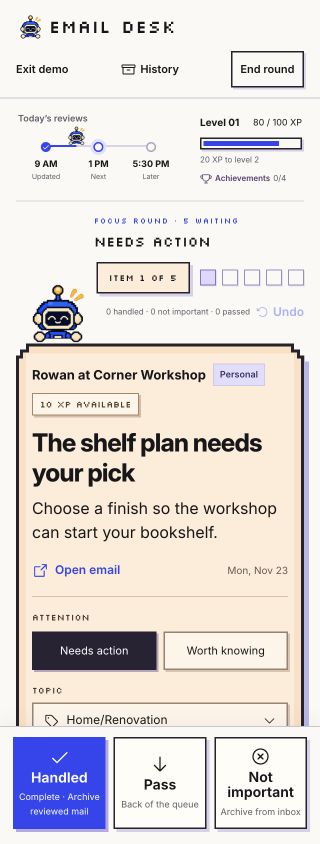 EMAIL DESK
Exit demo
History
End round
Today's reviews
9 AM
1 PM
5:30 PM
Updated
Next
Later
Level 01
80 / 100 XP
20 XP to level 2
Achievements 0/4
FOCUS ROUND · 5 WAITING
NEEDS ACTION
ITEM 1 OF 5
0 handled · 0 not important · 0 passed
Undo
Rowan at Corner Workshop
Personal
10 XP AVAILABLE
The shelf plan needs
your pick
Choose a finish so the workshop
can start your bookshelf.
Open email
Mon, Nov 23
ATTENTION
Needs action
Worth knowing
TOPIC
Home/Renovation
Handled
Complete · Archive
reviewed mail
Pass
Back of the queue
Not
important
Archive from inbox